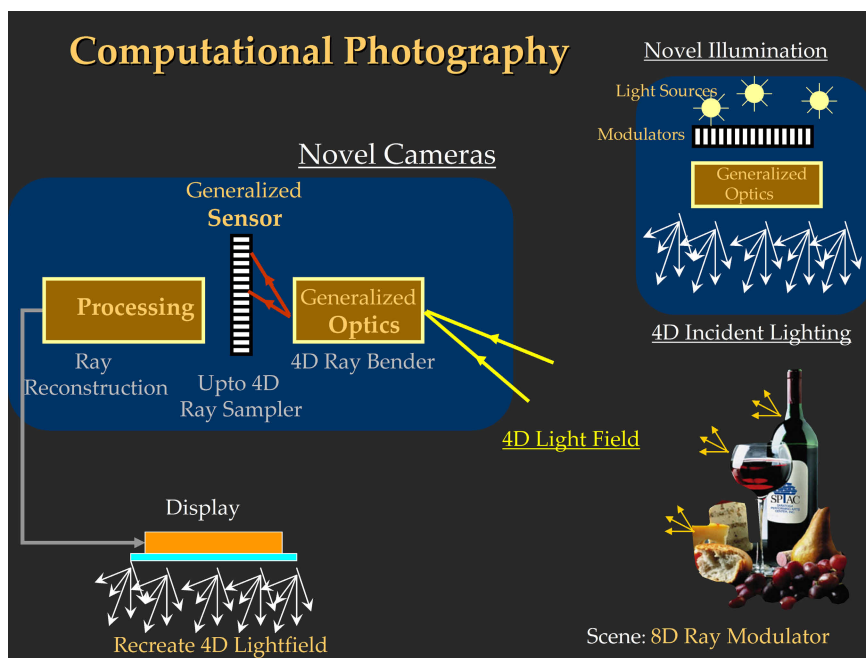 Computational Photography
Novel Illumination
Light Sources
Modulators
Generalized
Optics
4D Incident Lighting
Novel Cameras
Generalized
Sensor
Processing
Generalized
Optics
Ray
Reconstruction
Upto 4D
Ray Sampler
4D Ray Bender
4D Light Field
Display
Recreate 4D Lightfield
SPIAC
Scene: 8D Ray Modulator